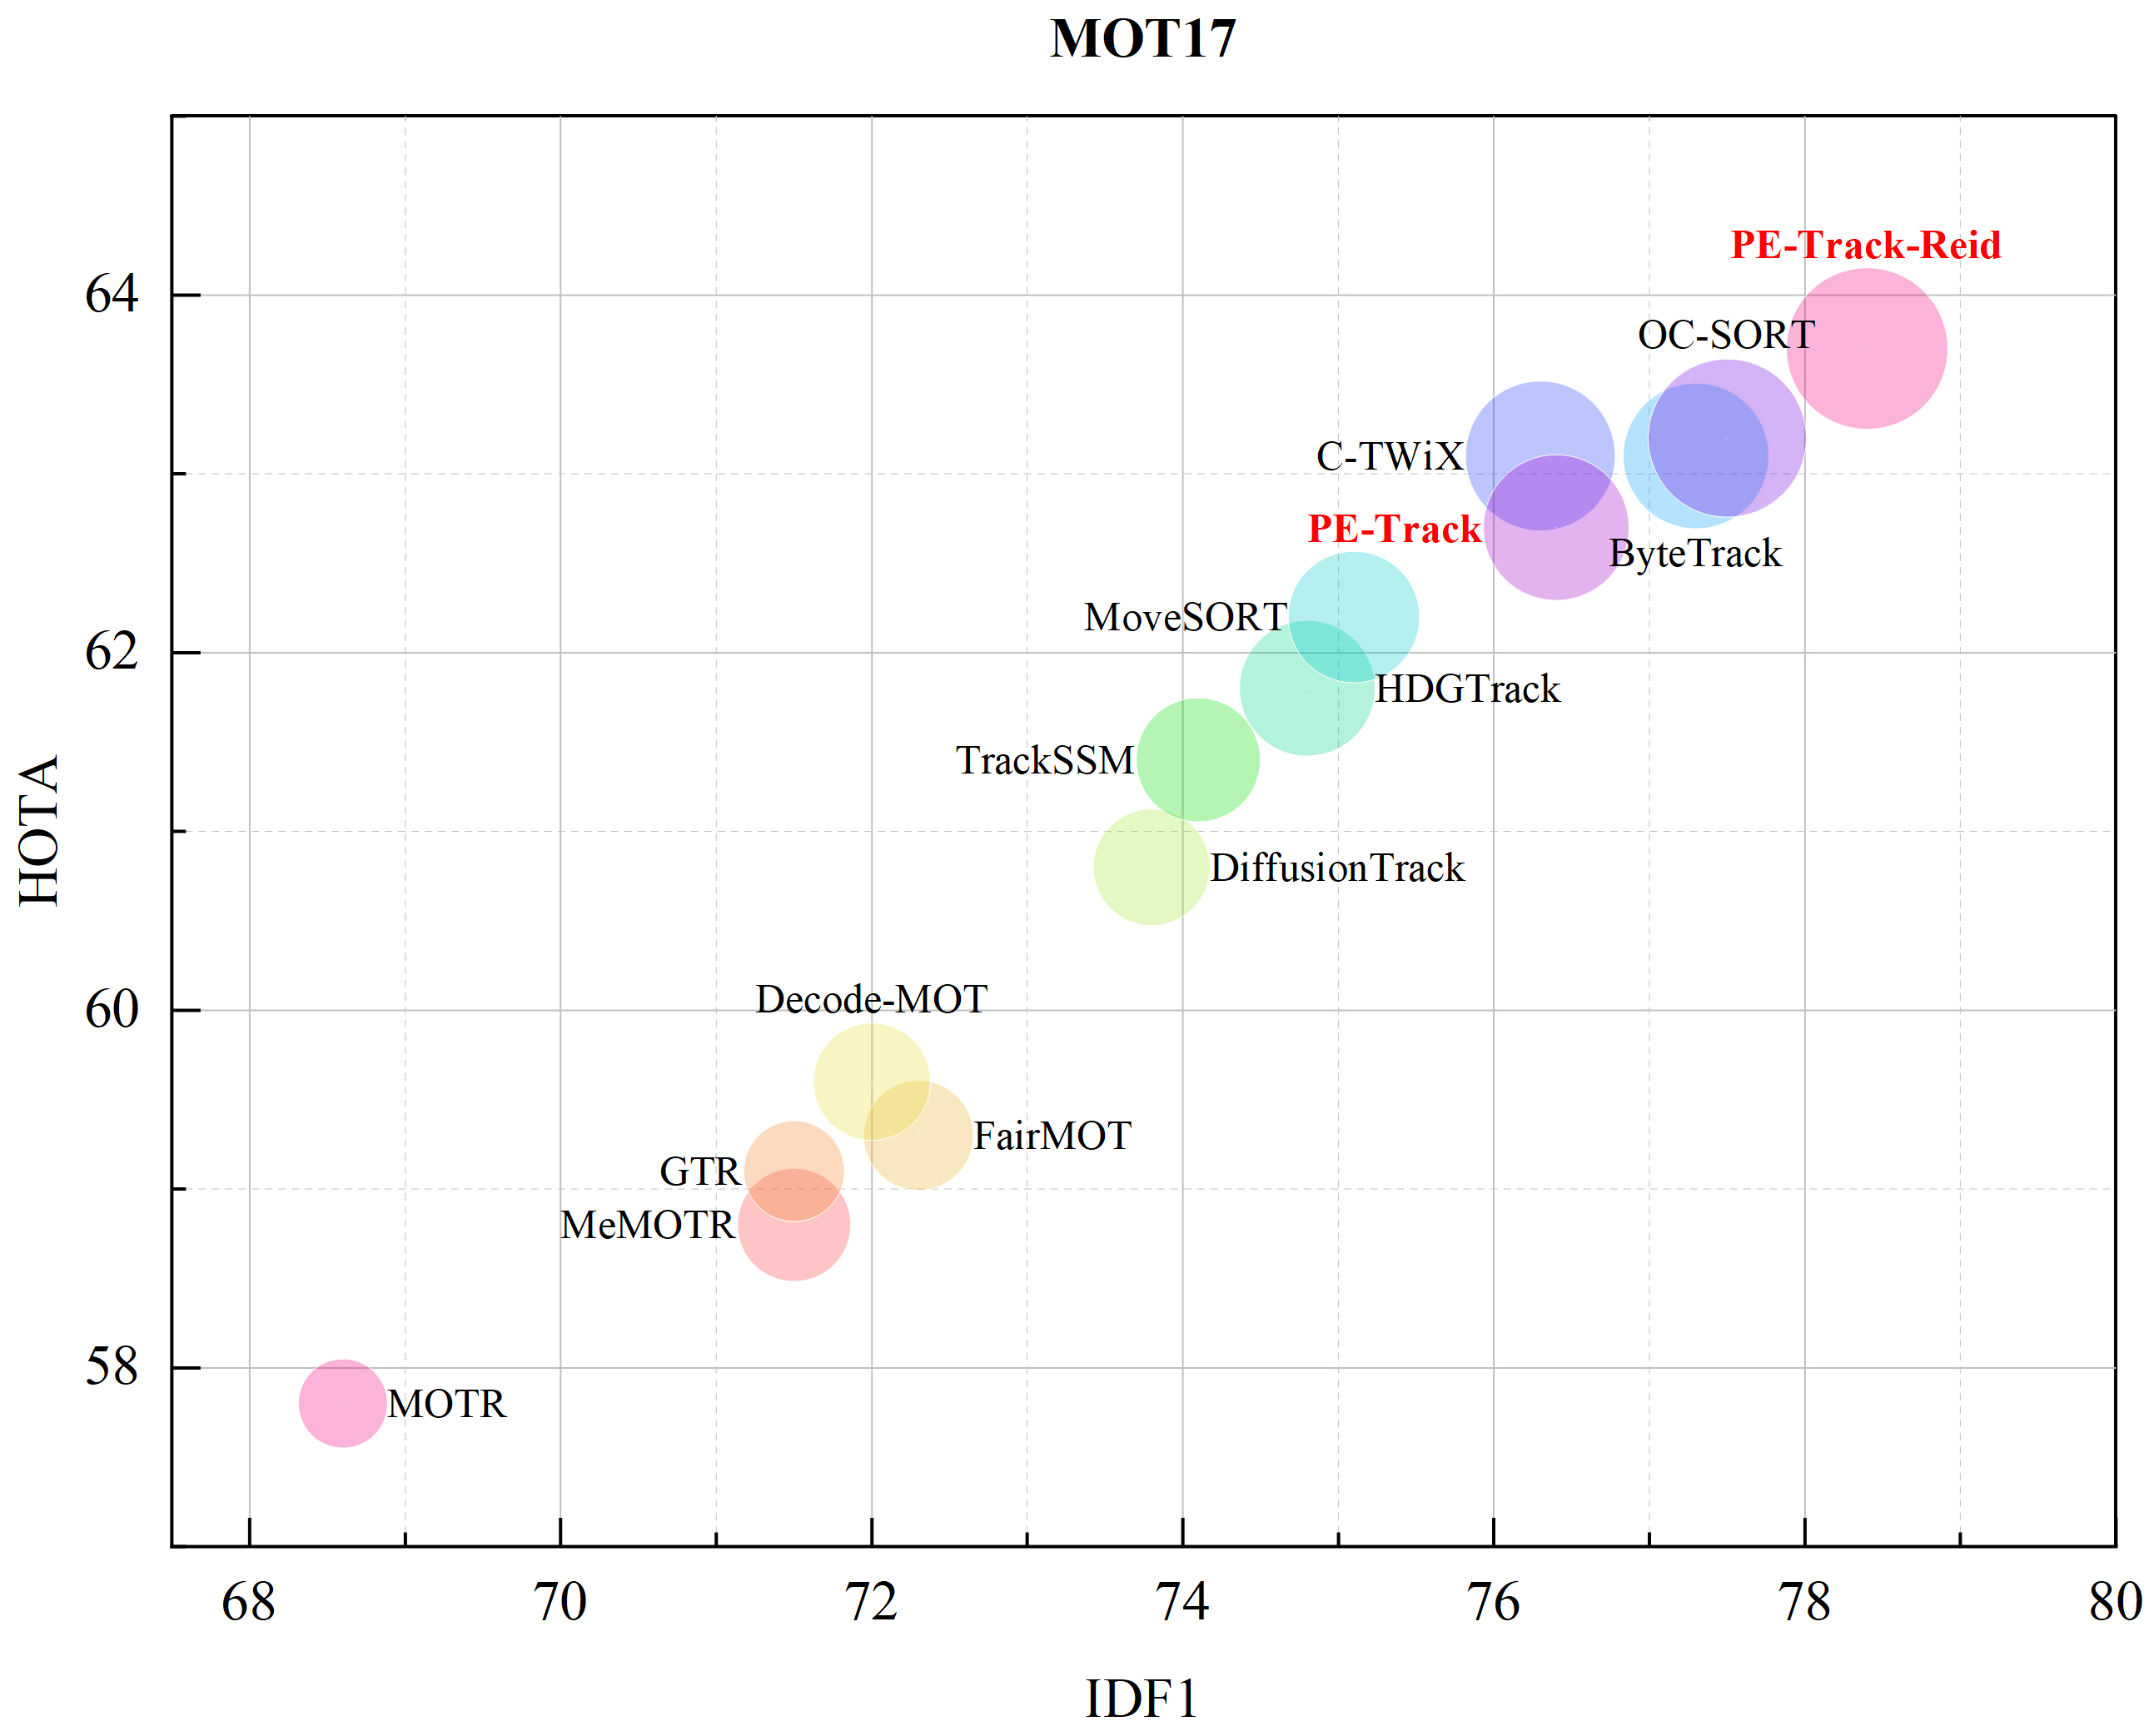 MOT17
PE-Track-Reid
64
OC-SORT
C-TWiX
PE-Track
ByteTrack
MoveSORT
62
HDGTrack
TrackSSM
HOTA
DiffusionTrack
Decode-MOT
60
FairMOT
GTR
MeMOTR
58
MOTR
68 70 72 74 76 78 80
IDF1